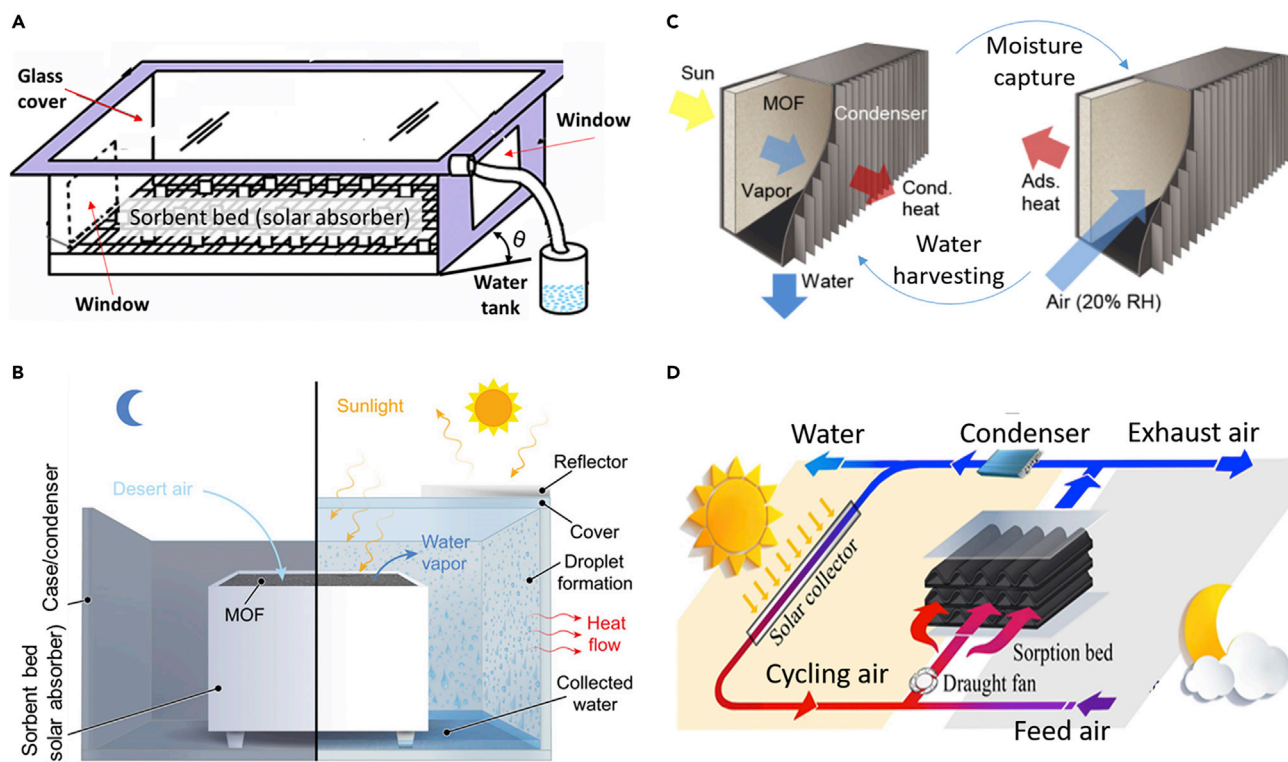 A
Glass
cover
Window
Sorbent bed (solar absorber)
θ
Window
Water
tank
C
Sun
MOF
Condenser
Vapor
Cond.
heat
Water
Moisture
capture
Water
harvesting
Ads.
heat
Air (20% RH)
B
Sunlight
Desert air
Water
vapor
MOF
Reflector
Cover
Droplet
formation
Heat
flow
Collected
water
Case/condenser
Sorbent bed
(solar absorber)
D
Water
Condenser
Exhaust air
Solar collector
Cycling air
Sorption bed
Draught fan
Feed air